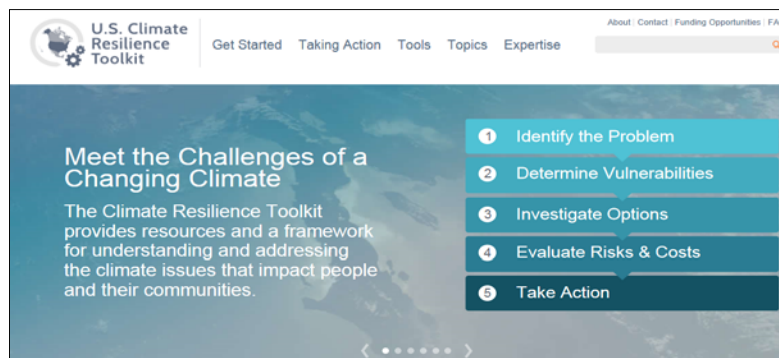 About | Contact | Funding Opportunities |
U.S. Climate
Resilience
Toolkit
Get Started Taking Action Tools Topics Expertise
Meet the Challenges of a
Changing Climate
The Climate Resilience Toolkit
provides resources and a framework
for understanding and addressing
the climate issues that impact people
and their communities.
1 Identify the Problem
2 Determine Vulnerabilities
3 Investigate Options
4 Evaluate Risks & Costs
5 Take Action